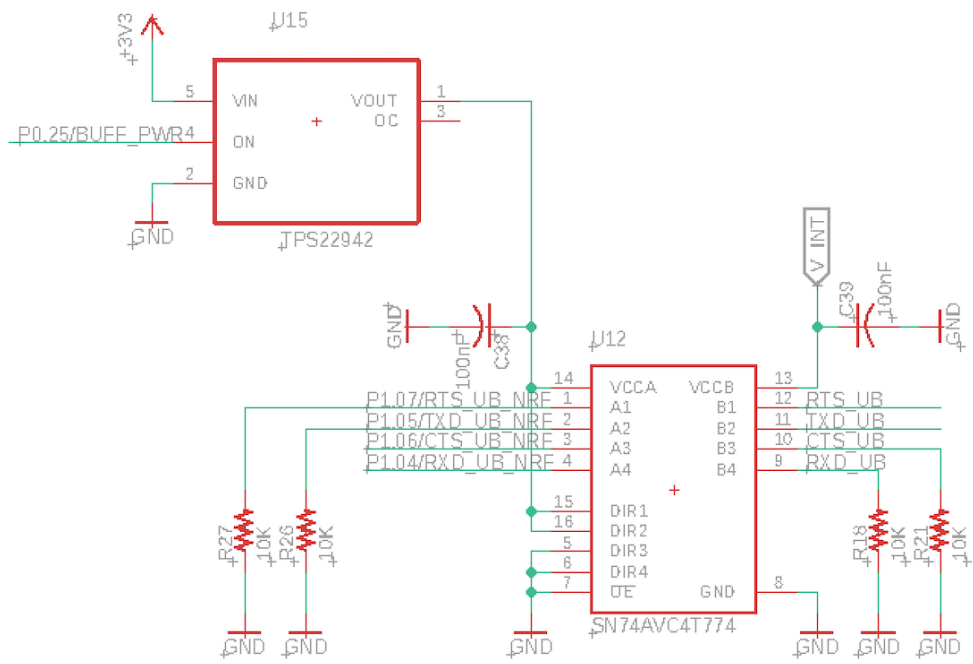 U15
+3V3
5 VIN VOUT 1
OC 3
P0.25/BUFF_PWR 4 ON
2 GND
GND
TPS22942
V_INT
GND
100nF
C38
C39
100nF
GND
U12
14 VCCA VCCB 13
P1.07/RTS_UB_NRF 1 A1 B1 12 RTS_UB
P1.05/TXD_UB_NRF 2 A2 B2 11 TXD_UB
P1.06/CTS_UB_NRF 3 A3 B3 10 CTS_UB
P1.04/RXD_UB_NRF 4 A4 B4 9 RXD_UB
15 DIR1
16 DIR2
5 DIR3
6 DIR4
7 OE GND 8
R27
10K
R26
10K
R18
10K
R21
10K
SN74AVC4T774
GND
GND
GND
GND
GND
GND